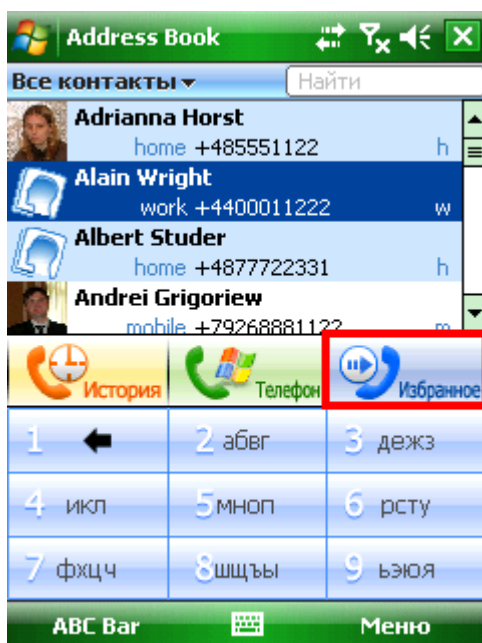 Address Book
Все контакты Найти
Adrianna Horst
home +485551122 h
Alain Wright
work +4400011222 w
Albert Studer
home +4877722331 h
Andrei Grigoriew
mobile +79268881122 m
История Телефон Избранное
1 2 абвг 3 дежз
4 икл 5 мноп 6 рсту
7 фхцч 8 шщъы 9 ьэюя
ABC Bar Меню